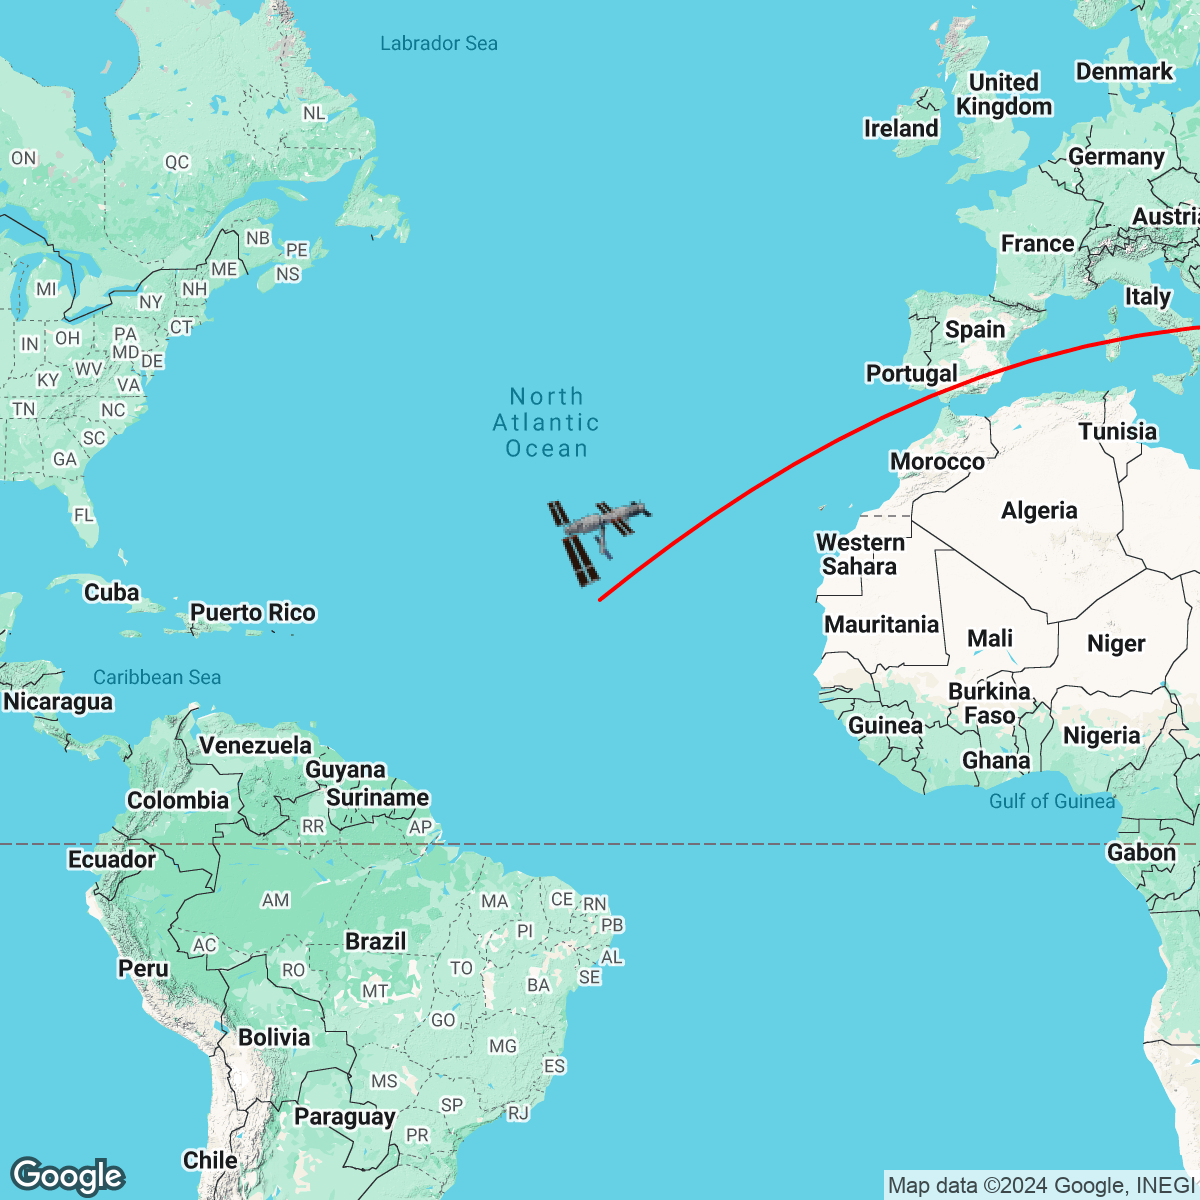 Labrador Sea
United
Kingdom
Denmark
Ireland
NL
ON
QC
Germany
Austria
France
NB
PE
ME
NS
MI
NH
NY
Italy
CT
PA
OH
IN
MD
DE
WV
VA
KY
Spain
Portugal
TN
NC
SC
GA
North
Atlantic
Ocean
Tunisia
Morocco
FL
Algeria
Western
Sahara
Cuba
Puerto Rico
Mauritania
Mali
Niger
Caribbean Sea
Nicaragua
Burkina
Faso
Guinea
Nigeria
Ghana
Venezuela
Guyana
Suriname
Colombia
Gulf of Guinea
RR
AP
Ecuador
Gabon
AM
MA
CE
RN
PB
PI
AC
Brazil
AL
Peru
RO
TO
SE
BA
MT
GO
Bolivia
MG
ES
MS
SP
RJ
Paraguay
PR
Chile
Google
Map data ©2024 Google, INEGI